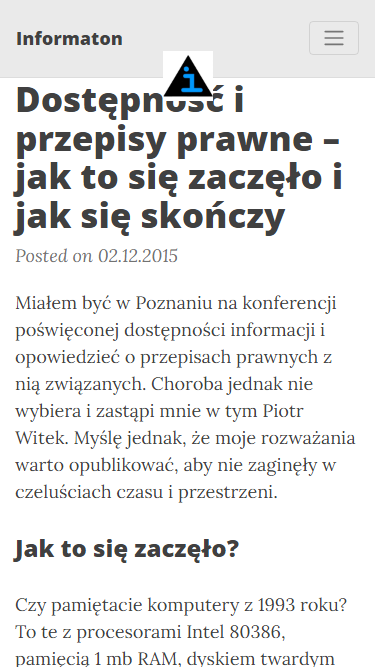 Informaton
Dostępność i
przepisy prawne –
jak to się zaczęło i
jak się skończy
Posted on 02.12.2015
Miałem być w Poznaniu na konferencji
poświęconej dostępności informacji i
opowiedzieć o przepisach prawnych z
nią związanych. Choroba jednak nie
wybiera i zastąpi mnie w tym Piotr
Witek. Myślę jednak, że moje rozważania
warto opublikować, aby nie zaginęły w
czeluściach czasu i przestrzeni.
Jak to się zaczęło?
Czy pamiętacie komputery z 1993 roku?
To te z procesorami Intel 80386,
pamięcią 1 mb RAM, dyskiem twardym